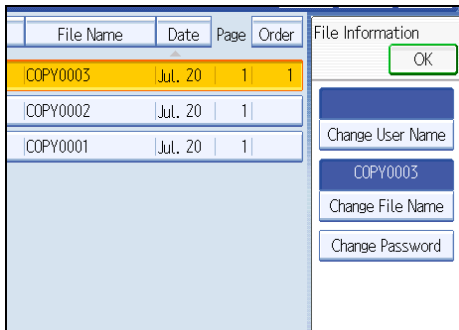 File Name Date Page Order
COPY0003 Jul. 20 1 1
COPY0002 Jul. 20 1
COPY0001 Jul. 20 1
File Information
OK
Change User Name
COPY0003
Change File Name
Change Password